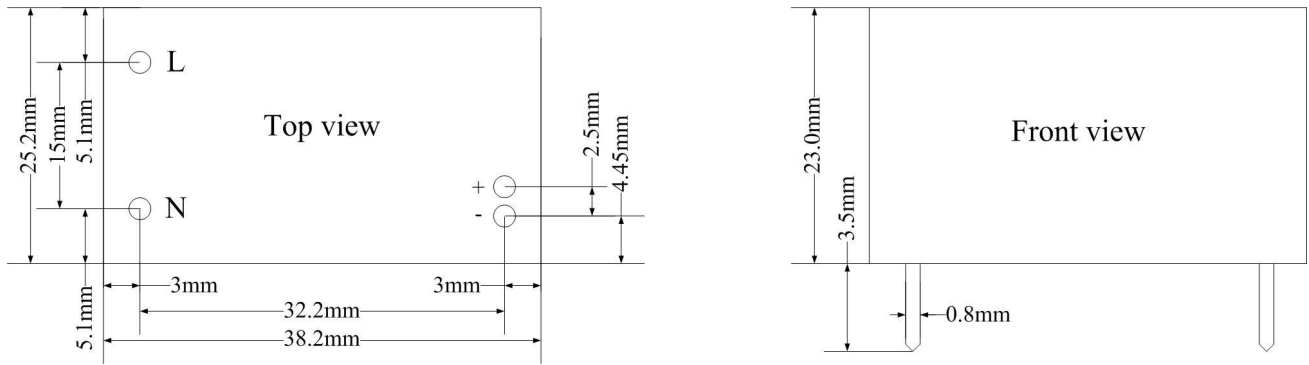 L
25.2mm
15mm
5.1mm
Top view
2.5mm
4.45mm
+
N
-
5.1mm
3mm
3mm
32.2mm
38.2mm
23.0mm
Front view
3.5mm
0.8mm